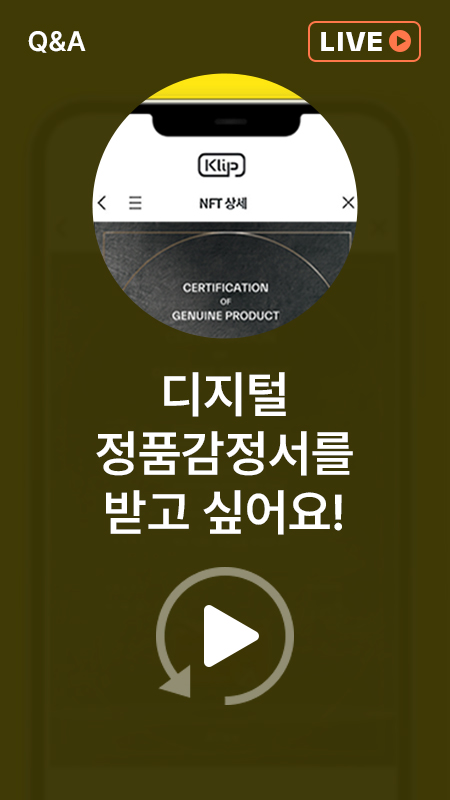 Q&A
LIVE
Klip
NFT 상세
CERTIFICATION
OF
GENUINE PRODUCT
디지털
정품감정서를
받고 싶어요!